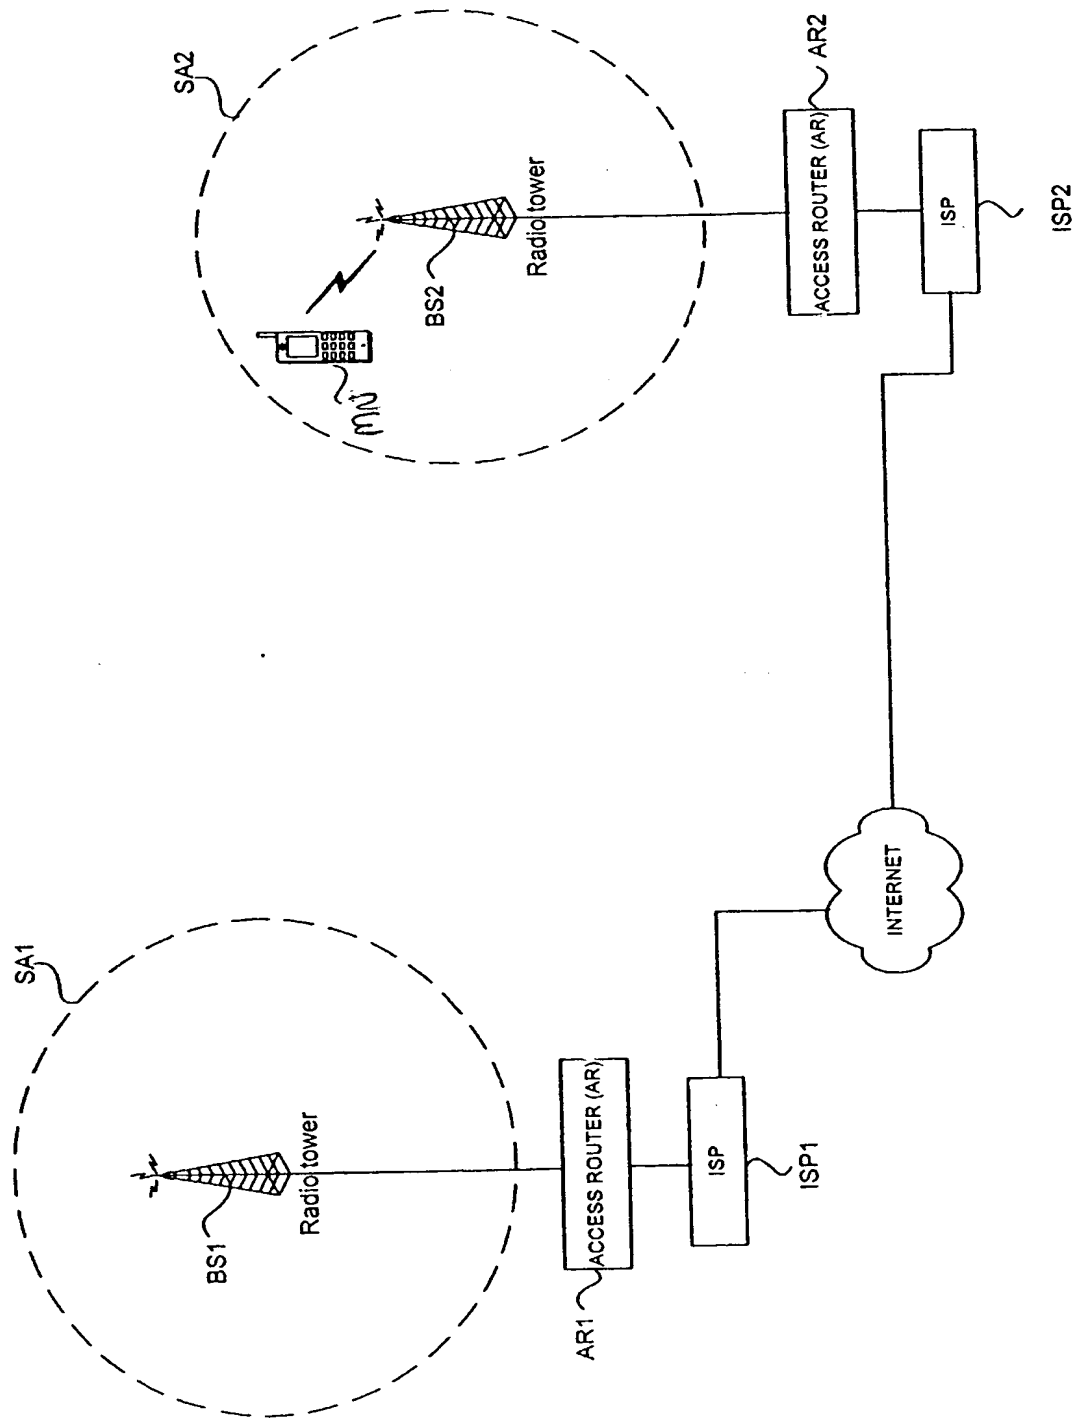 SA1
BS1
Radio tower
AR1
ACCESS ROUTER (AR)
ISP
ISP1
INTERNET
SA2
MN
BS2
Radio tower
ACCESS ROUTER (AR)
AR2
ISP
ISP2